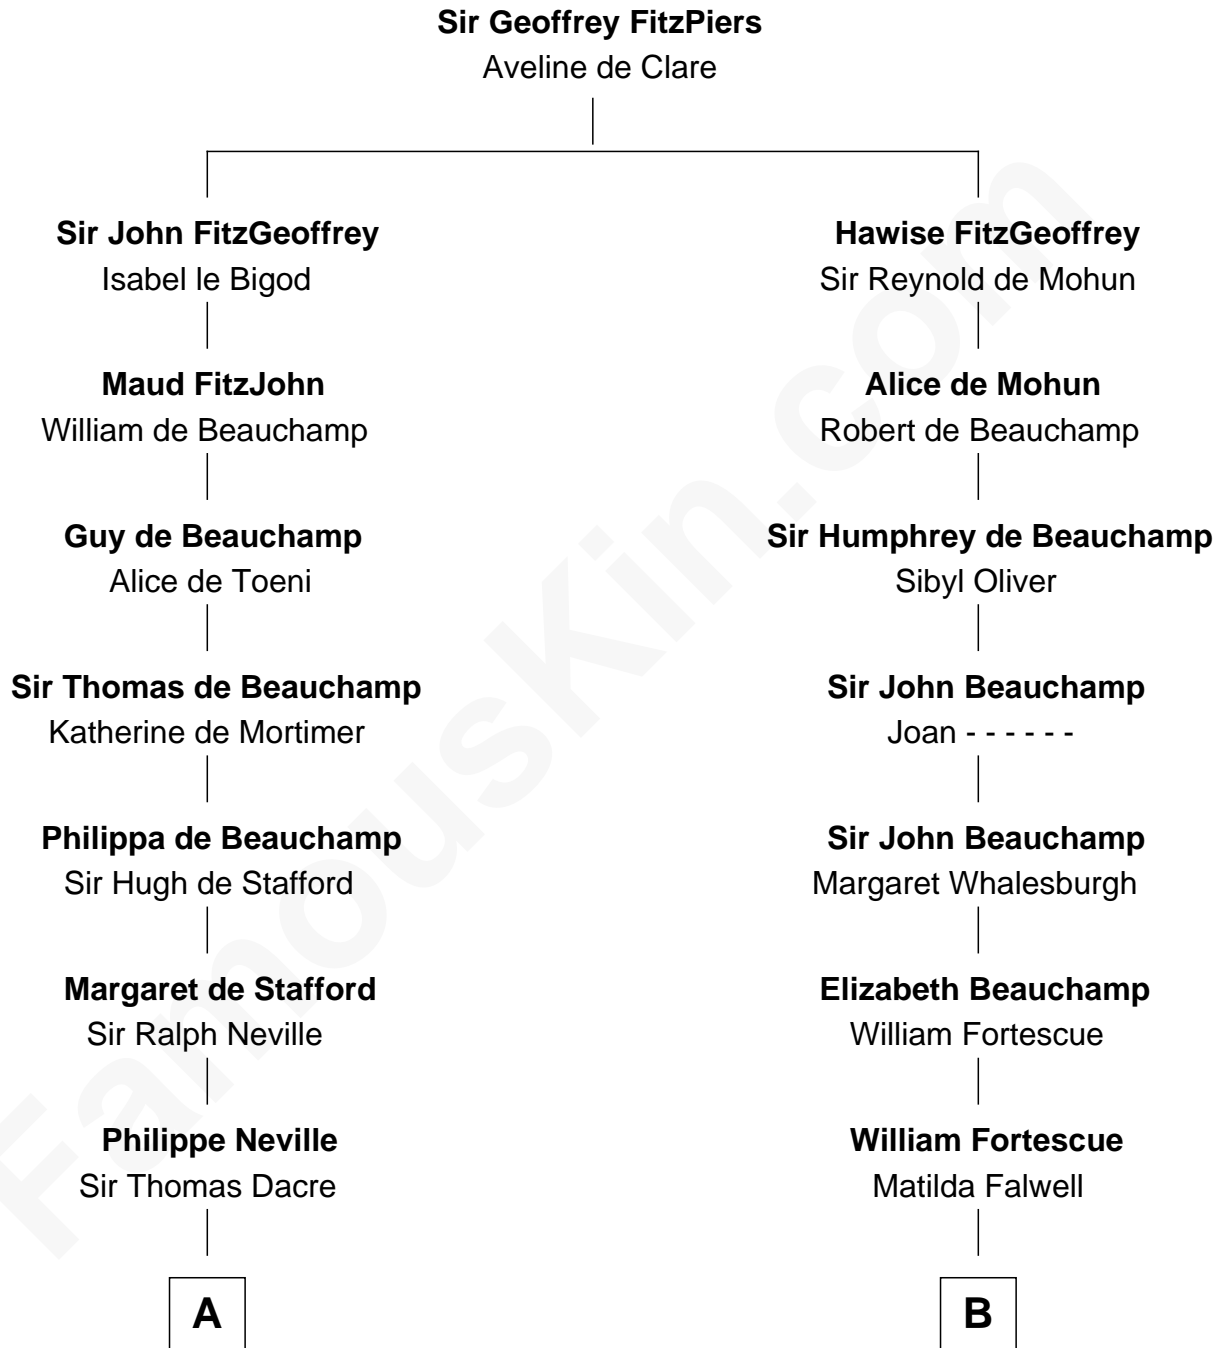 Sir Geoffrey FitzPiers
Aveline de Clare
Sir John FitzGeoffrey
Isabel le Bigod
Hawise FitzGeoffrey
Sir Reynold de Mohun
Maud FitzJohn
William de Beauchamp
Alice de Mohun
Robert de Beauchamp
Guy de Beauchamp
Alice de Toeni
Sir Humphrey de Beauchamp
Sibyl Oliver
Sir Thomas de Beauchamp
Katherine de Mortimer
Sir John Beauchamp
Joan - - - - - -
Philippa de Beauchamp
Sir Hugh de Stafford
Sir John Beauchamp
Margaret Whalesburgh
Margaret de Stafford
Sir Ralph Neville
Elizabeth Beauchamp
William Fortescue
Philippe Neville
Sir Thomas Dacre
William Fortescue
Matilda Falwell
A
B
FamousKin.com